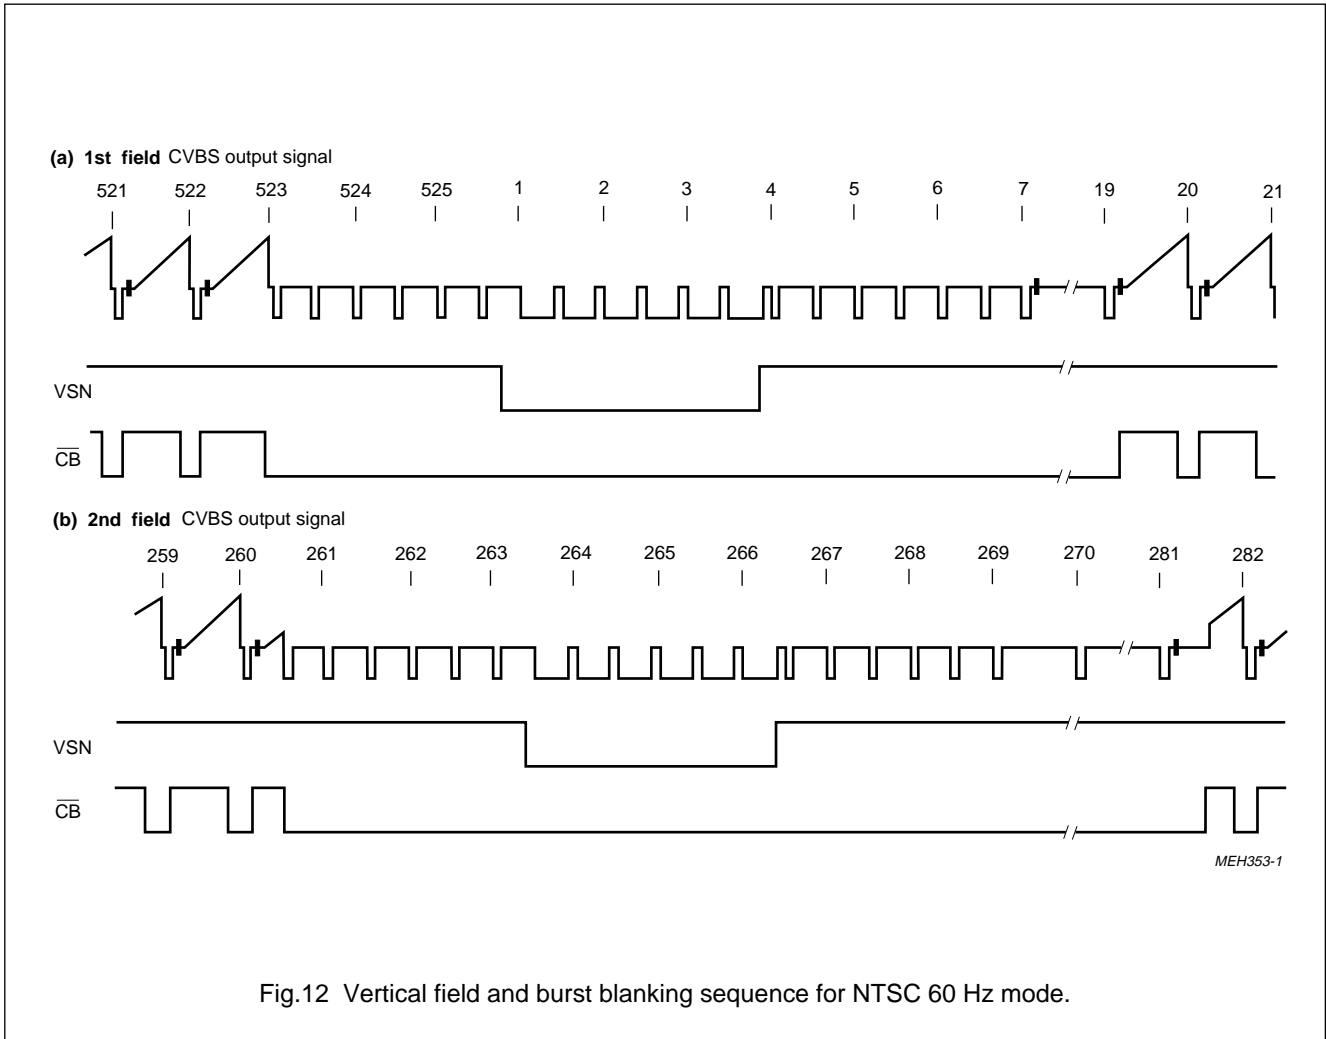 (a) 1st field CVBS output signal
521 522 523 524 525 1 2 3 4 5 6 7 19 20 21
VSN
C̅B̅
(b) 2nd field CVBS output signal
259 260 261 262 263 264 265 266 267 268 269 270 281 282
VSN
C̅B̅
MEH353-1
Fig.12 Vertical field and burst blanking sequence for NTSC 60 Hz mode.